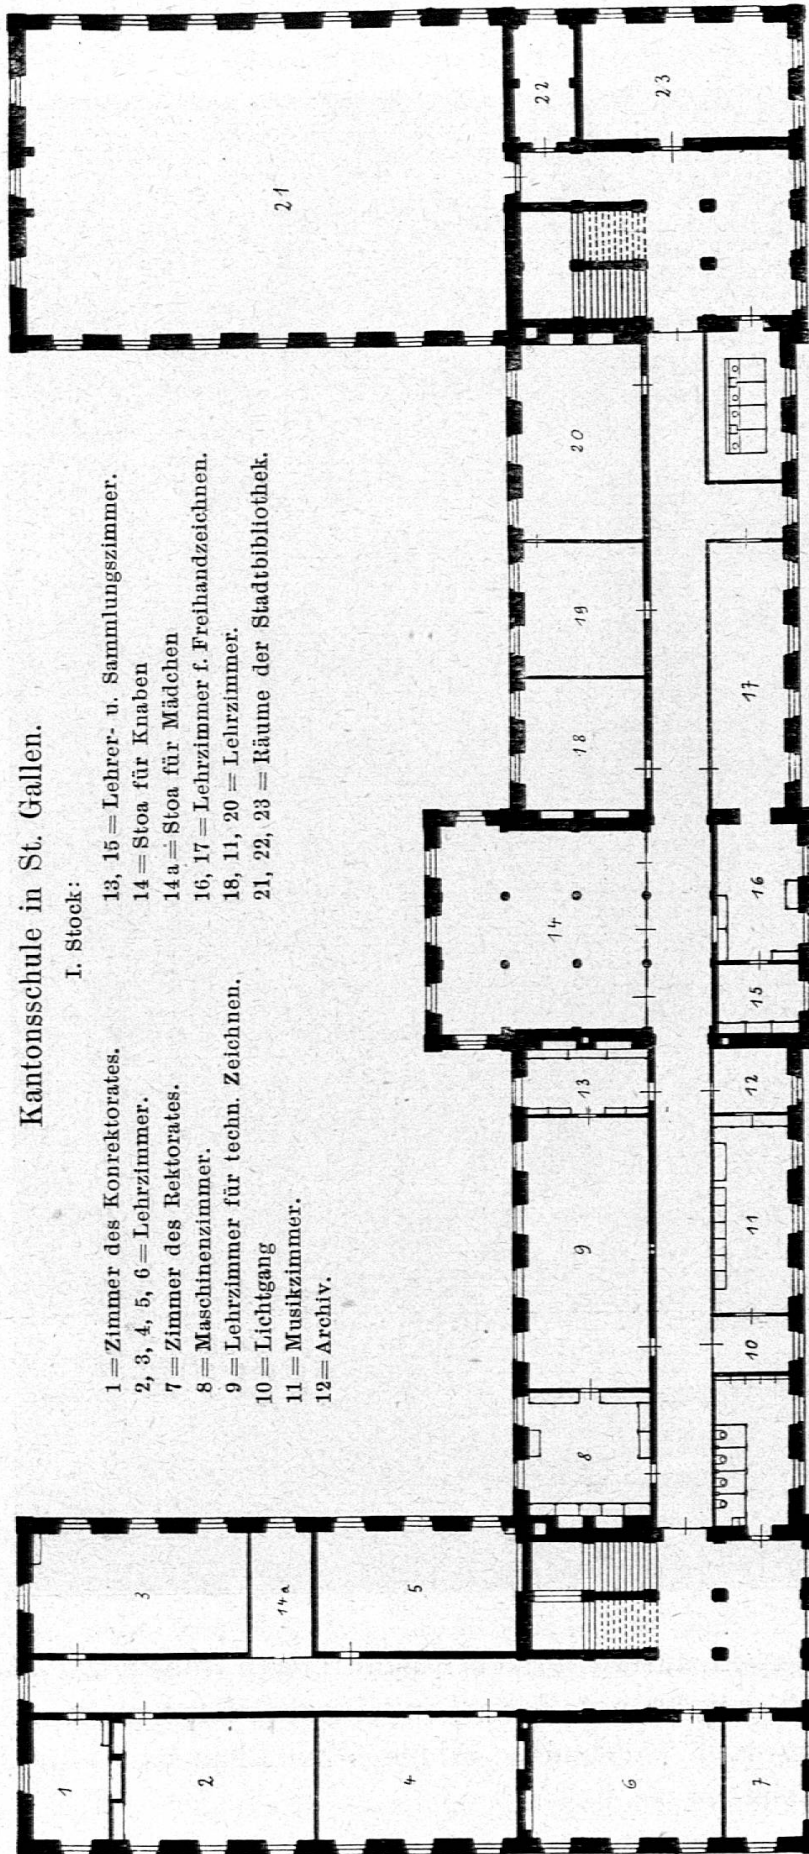 Kantonsschule in St. Gallen.
I. Stock:
1 = Zimmer des Konrektorates.
2, 3, 4, 5, 6 = Lehrzimmer.
7 = Zimmer des Rektorates.
8 = Maschinenzimmer.
9 = Lehrzimmer für techn. Zeichnen.
10 = Lichtgang
11 = Musikzimmer.
12 = Archiv.
13, 15 = Lehrer- u. Sammlungszimmer.
14 = Stoa für Knaben
14 a = Stoa für Mädchen
16, 17 = Lehrzimmer f. Freihandzeichnen.
18, 11, 20 = Lehrzimmer.
21, 22, 23 = Räume der Stadtbibliothek.
1
2
3
4
14a
5
6
7
8
9
10
11
12
13
14
15
16
17
18
19
20
21
22
23